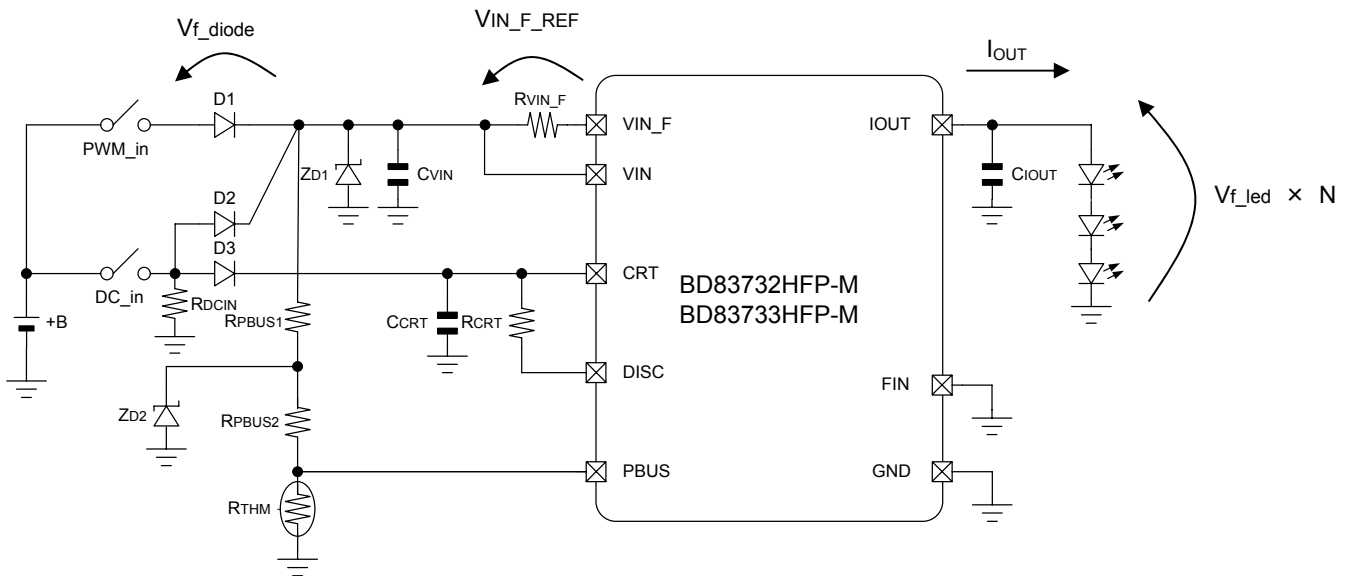 Vf_diode
VIN_F_REF
IOUT
D1
RVIN_F
VIN_F
IOUT
PWM_in
ZD1
CVIN
VIN
CIOUT
D2
Vf_led × N
D3
CRT
DC_in
BD83732HFP-M
RDCIN
+B
RPBUS1
CCRT
RCRT
BD83733HFP-M
DISC
FIN
ZD2
RPBUS2
PBUS
GND
RTHM